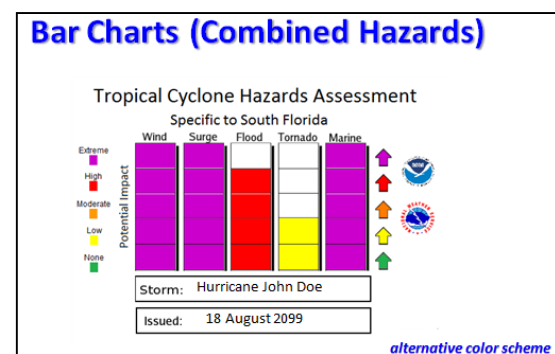 Bar Charts (Combined Hazards)
Tropical Cyclone Hazards Assessment
Specific to South Florida
Wind Surge Flood Tornado Marine
Extreme
High
Moderate
Low
None
Potential Impact
Storm: Hurricane John Doe
Issued: 18 August 2099
alternative color scheme